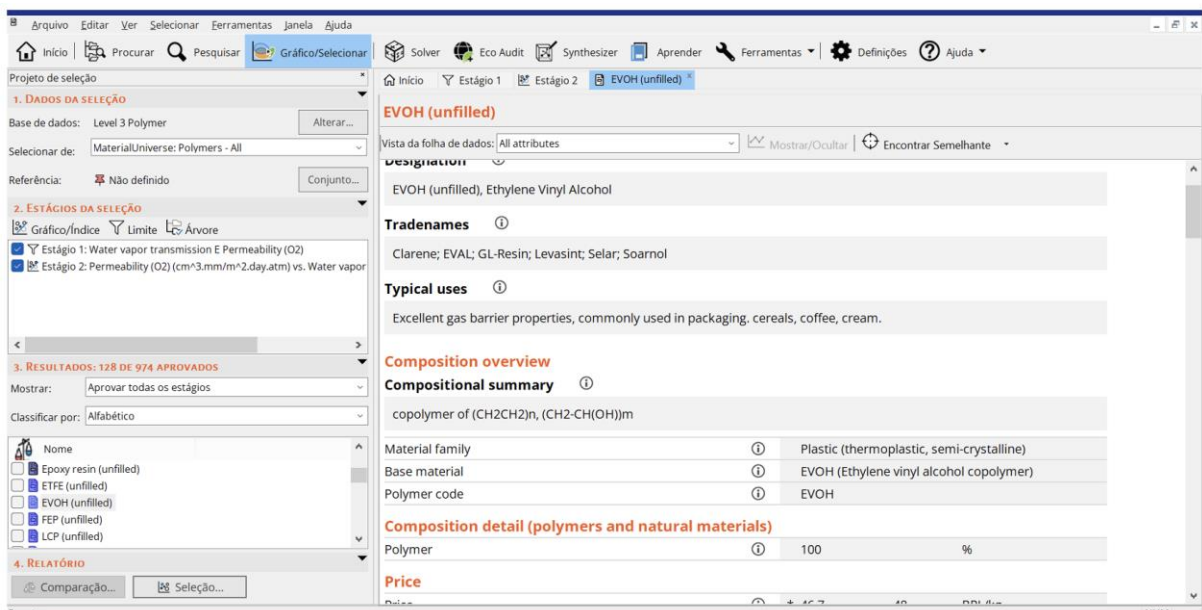 Arquivo Editar Ver Selecionar Ferramentas Janela Ajuda
Início Procurar Pesquisar Gráfico/Selecionar Solver Eco Audit Synthesizer Aprender Ferramentas Definições Ajuda
Projeto de seleção
1. DADOS DA SELEÇÃO
Base de dados: Level 3 Polymer Alterar...
Selecionar de: MaterialUniverse: Polymers - All
Referência: Não definido Conjunto...
2. ESTÁGIOS DA SELEÇÃO
Gráfico/Índice Limite Árvore
Estágio 1: Water vapor transmission E Permeability (O2)
Estágio 2: Permeability (O2) (cm^3.mm/m^2.day.atm) vs. Water vapor
3. RESULTADOS: 128 DE 974 APROVADOS
Mostrar: Aprovar todas os estágios
Classificar por: Alfabético
Nome
Epoxy resin (unfilled)
ETFE (unfilled)
EVOH (unfilled)
FEP (unfilled)
LCP (unfilled)
4. RELATÓRIO
Comparação... Seleção...
Início Estágio 1 Estágio 2 EVOH (unfilled)
EVOH (unfilled)
Vista da folha de dados: All attributes Mostrar/Ocultar Encontrar Semelhante
Designation
EVOH (unfilled), Ethylene Vinyl Alcohol
Tradenames
Clarene; EVAL; GL-Resin; Levasint; Selar; Soarnol
Typical uses
Excellent gas barrier properties, commonly used in packaging. cereals, coffee, cream.
Composition overview
Compositional summary
copolymer of (CH2CH2)n, (CH2-CH(OH))m
Material family Plastic (thermoplastic, semi-crystalline)
Base material EVOH (Ethylene vinyl alcohol copolymer)
Polymer code EVOH
Composition detail (polymers and natural materials)
Polymer 100 %
Price